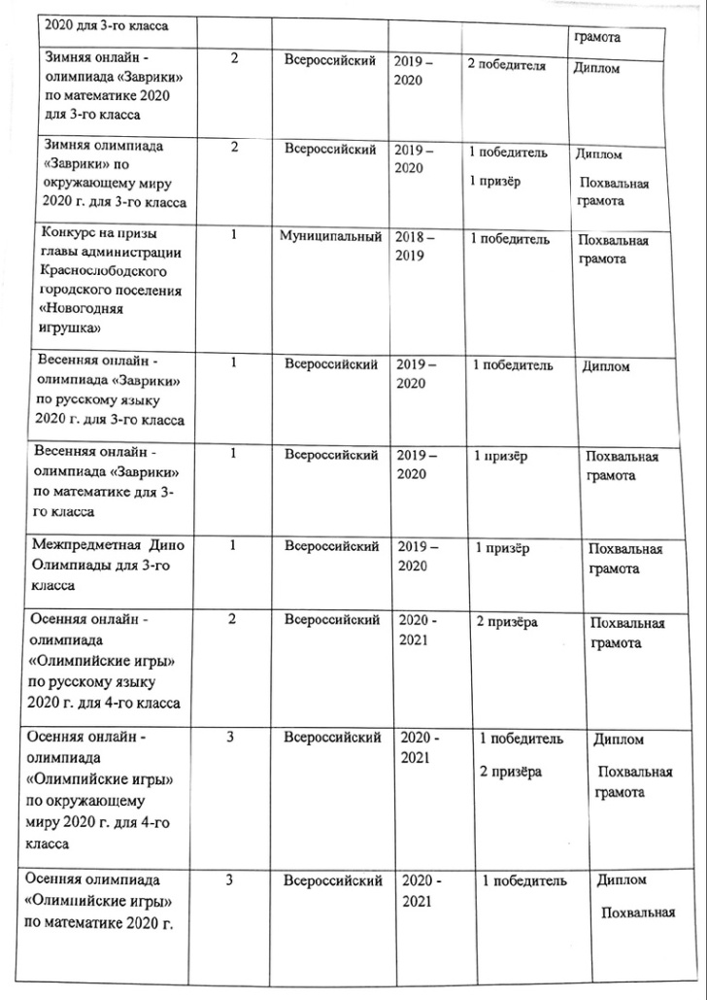 2020 для 3-го класса
грамота
Зимняя онлайн - 2 Всероссийский 2019 – 2 победителя Диплом
олимпиада «Заврики» 2020
по математике 2020
для 3-го класса
Зимняя олимпиада 2 Всероссийский 2019 – 1 победитель Диплом
«Заврики» по 2020
окружающему миру 1 призёр Похвальная
2020 г. для 3-го класса грамота
Конкурс на призы 1 Муниципальный 2018 – 1 победитель Похвальная
главы администрации 2019 грамота
Краснослободского
городского поселения
«Новогодняя
игрушка»
Весенняя онлайн - 1 Всероссийский 2019 – 1 победитель Диплом
олимпиада «Заврики» 2020
по русскому языку
2020 г. для 3-го класса
Весенняя онлайн - 1 Всероссийский 2019 – 1 призёр Похвальная
олимпиада «Заврики» 2020 грамота
по математике для 3-
го класса
Межпредметная Дино 1 Всероссийский 2019 – 1 призёр Похвальная
Олимпиады для 3-го 2020 грамота
класса
Осенняя онлайн - 2 Всероссийский 2020 - 2 призёра Похвальная
олимпиада 2021 грамота
«Олимпийские игры»
по русскому языку
2020 г. для 4-го класса
Осенняя онлайн - 3 Всероссийский 2020 - 1 победитель Диплом
олимпиада 2021
«Олимпийские игры» 2 призёра Похвальная
по окружающему грамота
миру 2020 г. для 4-го
класса
Осенняя олимпиада 3 Всероссийский 2020 - 1 победитель Диплом
«Олимпийские игры» 2021
по математике 2020 г. Похвальная